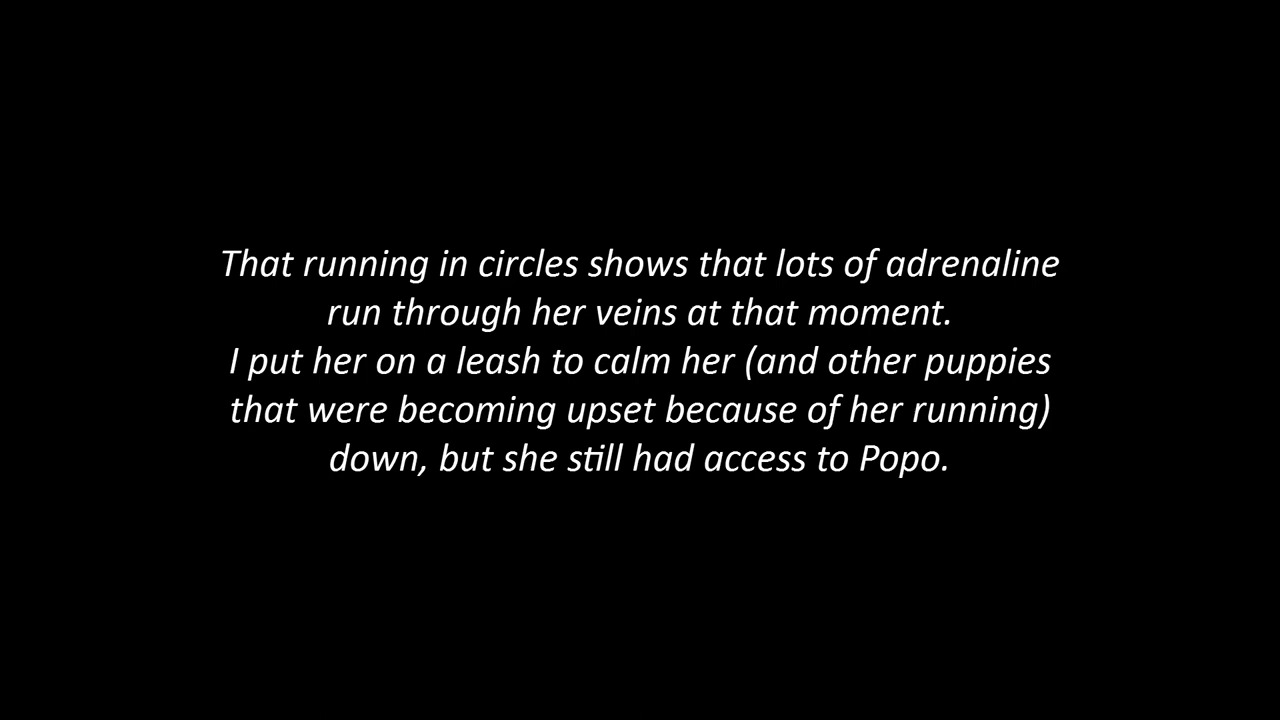 That running in circles shows that lots of adrenaline
run through her veins at that moment.
I put her on a leash to calm her (and other puppies
that were becoming upset because of her running)
down, but she still had access to Popo.